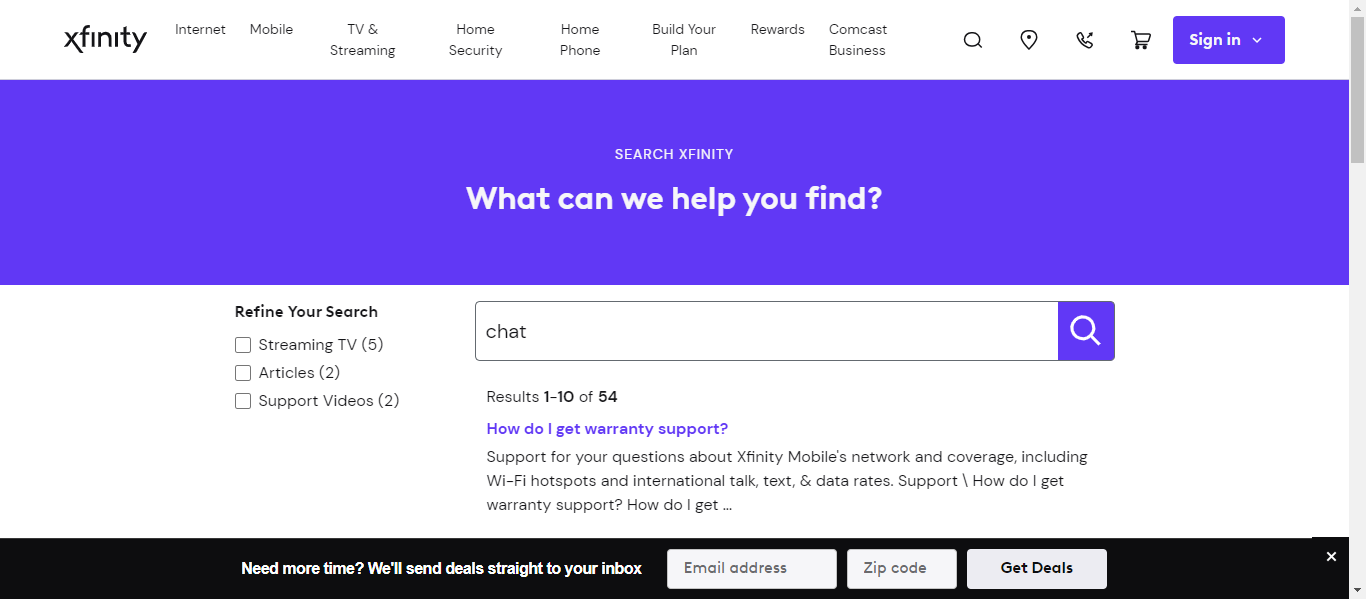 xfinity
Internet
Mobile
TV &
Streaming
Home
Security
Home
Phone
Build Your
Plan
Rewards
Comcast
Business
Sign in
SEARCH XFINITY
What can we help you find?
Refine Your Search
Streaming TV (5)
Articles (2)
Support Videos (2)
chat
Results 1-10 of 54
How do I get warranty support?
Support for your questions about Xfinity Mobile's network and coverage, including
Wi-Fi hotspots and international talk, text, & data rates. Support \ How do I get
warranty support? How do I get ...
Need more time? We'll send deals straight to your inbox
Email address
Zip code
Get Deals